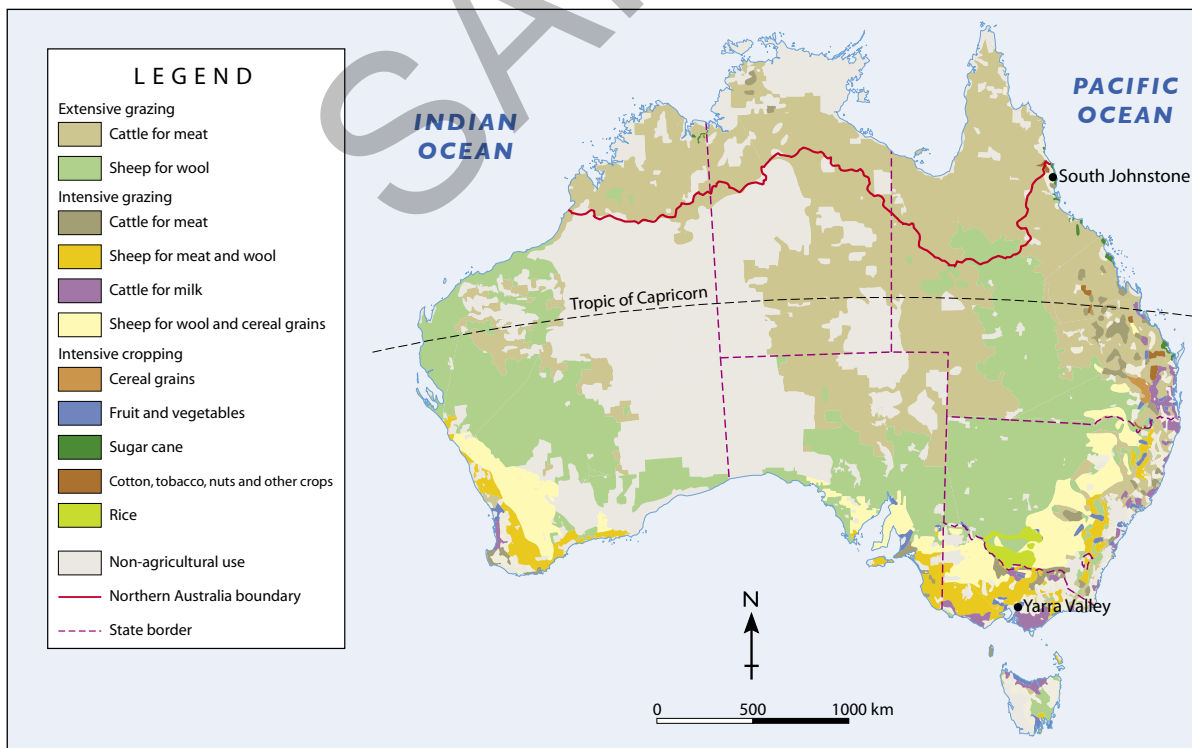 LEGEND
Extensive grazing
Cattle for meat
Sheep for wool
Intensive grazing
Cattle for meat
Sheep for meat and wool
Cattle for milk
Sheep for wool and cereal grains
Intensive cropping
Cereal grains
Fruit and vegetables
Sugar cane
Cotton, tobacco, nuts and other crops
Rice
Non-agricultural use
Northern Australia boundary
State border
INDIAN
OCEAN
PACIFIC
OCEAN
South Johnstone
Tropic of Capricorn
Yarra Valley
N
0 500 1000 km